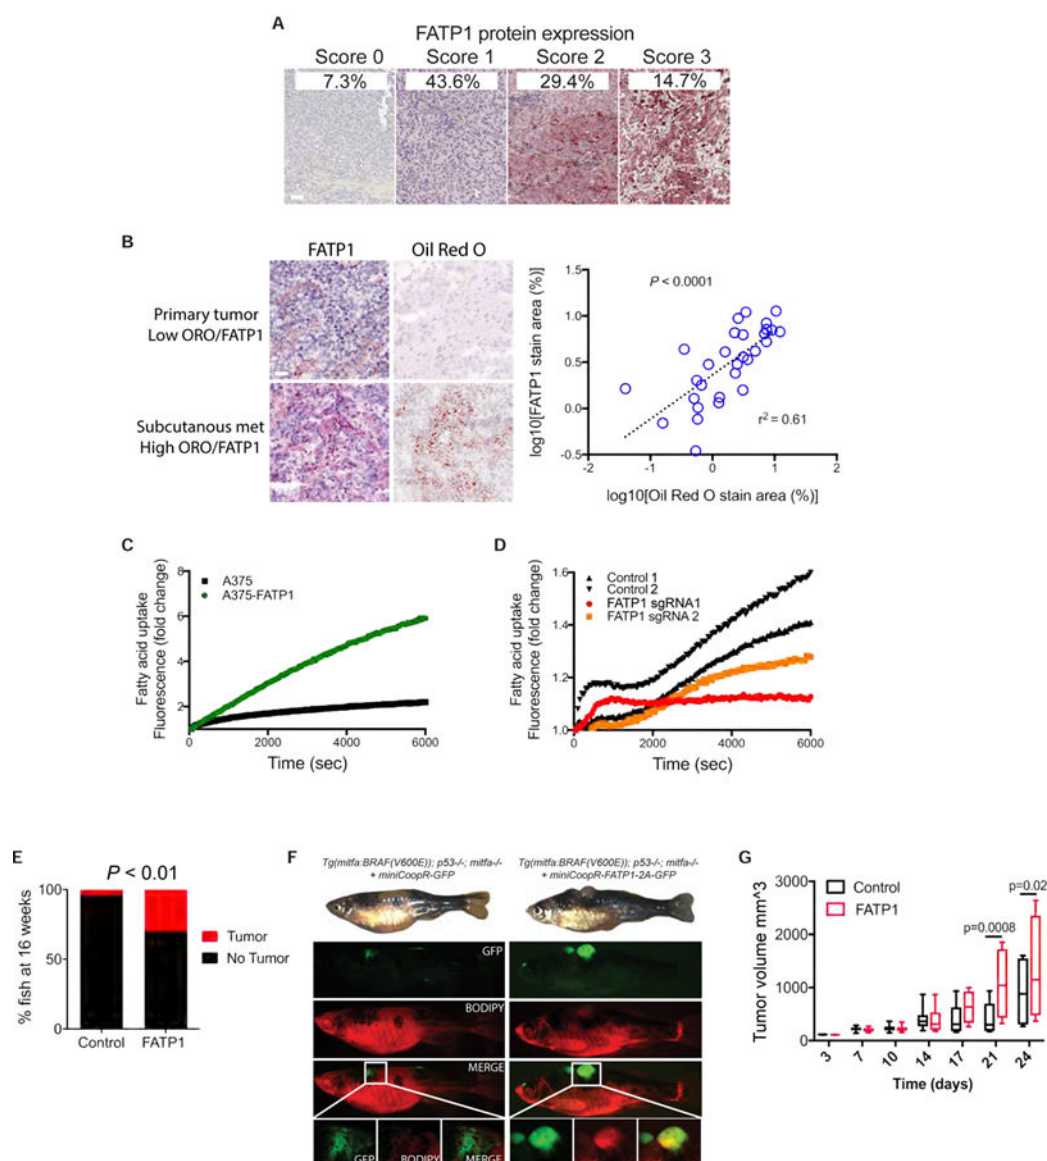 A
FATP1 protein expression
Score 0 Score 1 Score 2 Score 3
7.3% 43.6% 29.4% 14.7%
B
FATP1 Oil Red O
Primary tumor
Low ORO/FATP1
Subcutanous met
High ORO/FATP1
log10[FATP1 stain area (%)]
1.5
1.0
0.5
0.0
-0.5
P < 0.0001
r² = 0.61
-2 -1 0 1 2
log10[Oil Red O stain area (%)]
C
Fatty acid uptake
Fluorescence (fold change)
8
6
4
2
A375
A375-FATP1
0 2000 4000 6000
Time (sec)
D
Fatty acid uptake
Fluorescence (fold change)
1.6
1.4
1.2
1.0
Control 1
Control 2
FATP1 sgRNA1
FATP1 sgRNA 2
0 2000 4000 6000
Time (sec)
E
P < 0.01
% fish at 16 weeks
100
50
0
Tumor
No Tumor
Control FATP1
F
Tg(mitfa:BRAF(V600E)); p53-/-; mitfa-/-
+ miniCoopR-GFP
Tg(mitfa:BRAF(V600E)); p53-/-; mitfa-/-
+ miniCoopR-FATP1-2A-GFP
GFP
BODIPY
MERGE
GFP BODIPY MERGE
G
Tumor volume mm^3
3000
2000
1000
0
Control
FATP1
p=0.0008
p=0.02
3 7 10 14 17 21 24
Time (days)